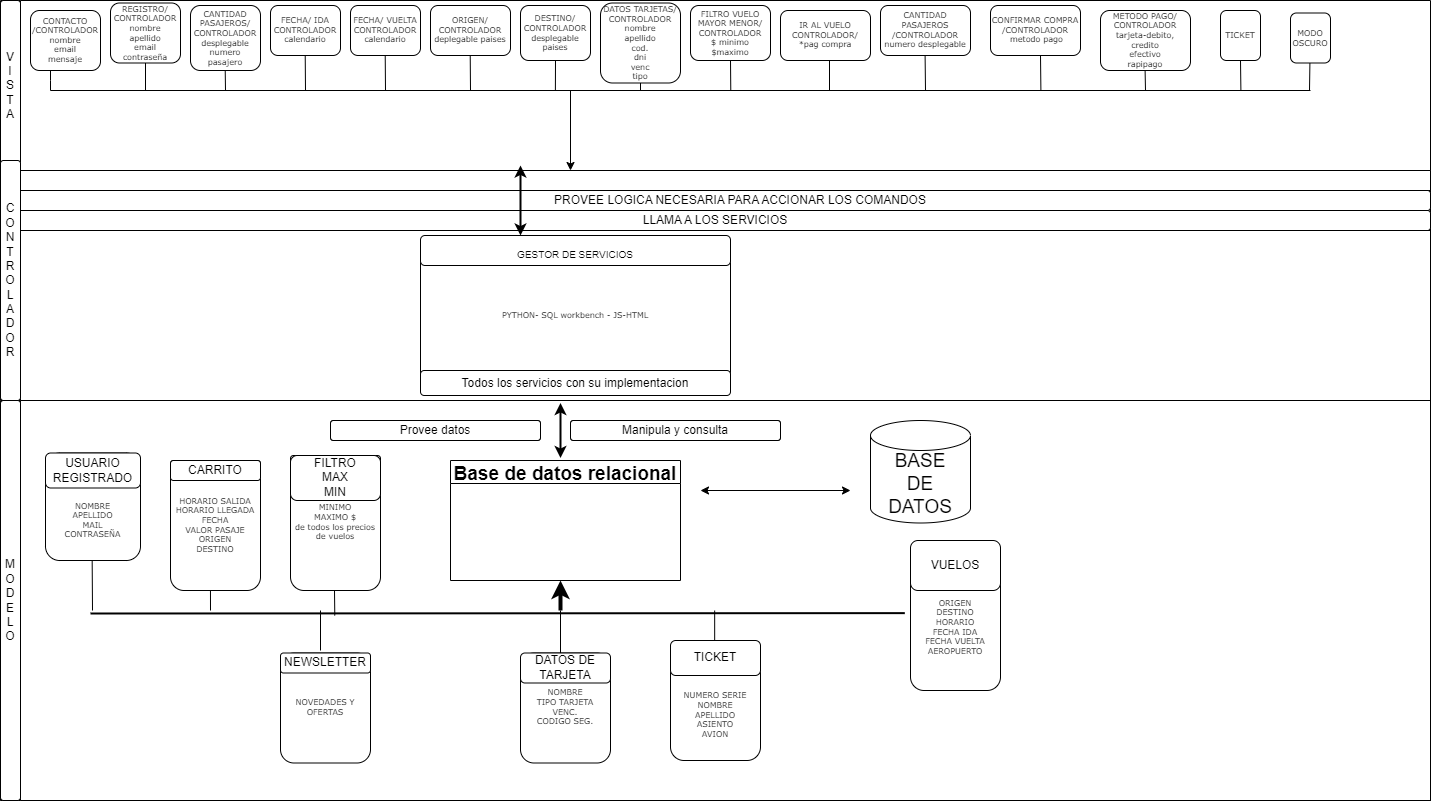 VISTA
CONTACTO
/CONTROLADOR
nombre
email
mensaje
REGISTRO/
CONTROLADOR
nombre
apellido
email
contraseña
CANTIDAD
PASAJEROS/
CONTROLADOR
desplegable
numero
pasajero
FECHA/ IDA
CONTROLADOR
calendario
FECHA/ VUELTA
CONTROLADOR
calendario
ORIGEN/
CONTROLADOR
deplegable paises
DESTINO/
CONTROLADOR
desplegable
paises
DATOS TARJETAS/
CONTROLADOR
nombre
apellido
cod.
dni
venc
tipo
FILTRO VUELO
MAYOR MENOR/
CONTROLADOR
$ minimo
$maximo
IR AL VUELO
CONTROLADOR/
*pag compra
CANTIDAD
PASAJEROS
/CONTROLADOR
numero desplegable
CONFIRMAR COMPRA
/CONTROLADOR
metodo pago
METODO PAGO/
CONTROLADOR
tarjeta-debito,
credito
efectivo
rapipago
TICKET
MODO
OSCURO
CONTROLADOR
PROVEE LOGICA NECESARIA PARA ACCIONAR LOS COMANDOS
LLAMA A LOS SERVICIOS
GESTOR DE SERVICIOS
PYTHON- SQL workbench - JS-HTML
Todos los servicios con su implementacion
MODELO
Provee datos
Manipula y consulta
USUARIO
REGISTRADO
NOMBRE
APELLIDO
MAIL
CONTRASEÑA
CARRITO
HORARIO SALIDA
HORARIO LLEGADA
FECHA
VALOR PASAJE
ORIGEN
DESTINO
FILTRO
MAX
MIN
MINIMO
MAXIMO $
de todos los precios
de vuelos
Base de datos relacional
BASE
DE
DATOS
VUELOS
ORIGEN
DESTINO
HORARIO
FECHA IDA
FECHA VUELTA
AEROPUERTO
NEWSLETTER
NOVEDADES Y
OFERTAS
DATOS DE
TARJETA
NOMBRE
TIPO TARJETA
VENC.
CODIGO SEG.
TICKET
NUMERO SERIE
NOMBRE
APELLIDO
ASIENTO
AVION